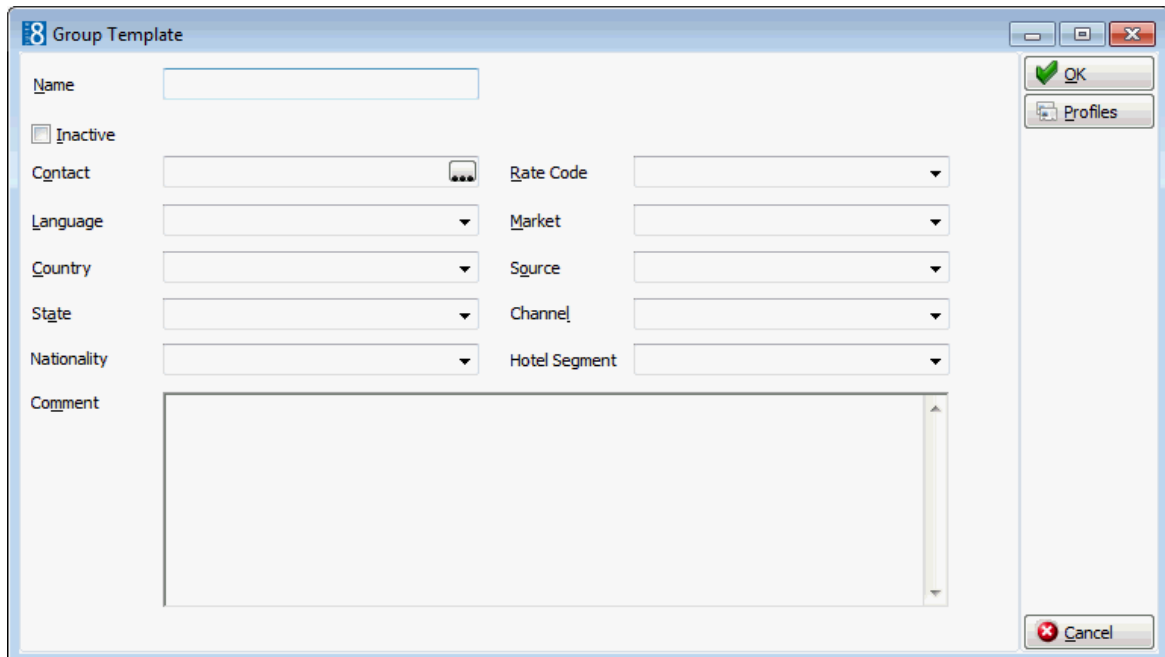 8 Group Template
Name
OK
Profiles
Inactive
Contact
Rate Code
Language
Market
Country
Source
State
Channel
Nationality
Hotel Segment
Comment
Cancel